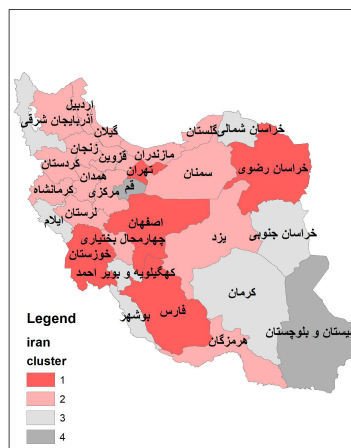 اردبیل
آذربایجان شرقی
گیلان
گلستان
خراسان شمالی
زنجان
مازندران
قزوین
تهران
خراسان رضوی
کردستان
سمنان
همدان
قم
مرکزی
کرمانشاه
لرستان
ایلام
اصفهان
یزد
خراسان جنوبی
چهارمحال بختیاری
خوزستان
کهگیلویه و بویر احمد
کرمان
بوشهر
فارس
هرمزگان
یستان و بلوچستان
Legend
iran
cluster
1
2
3
4